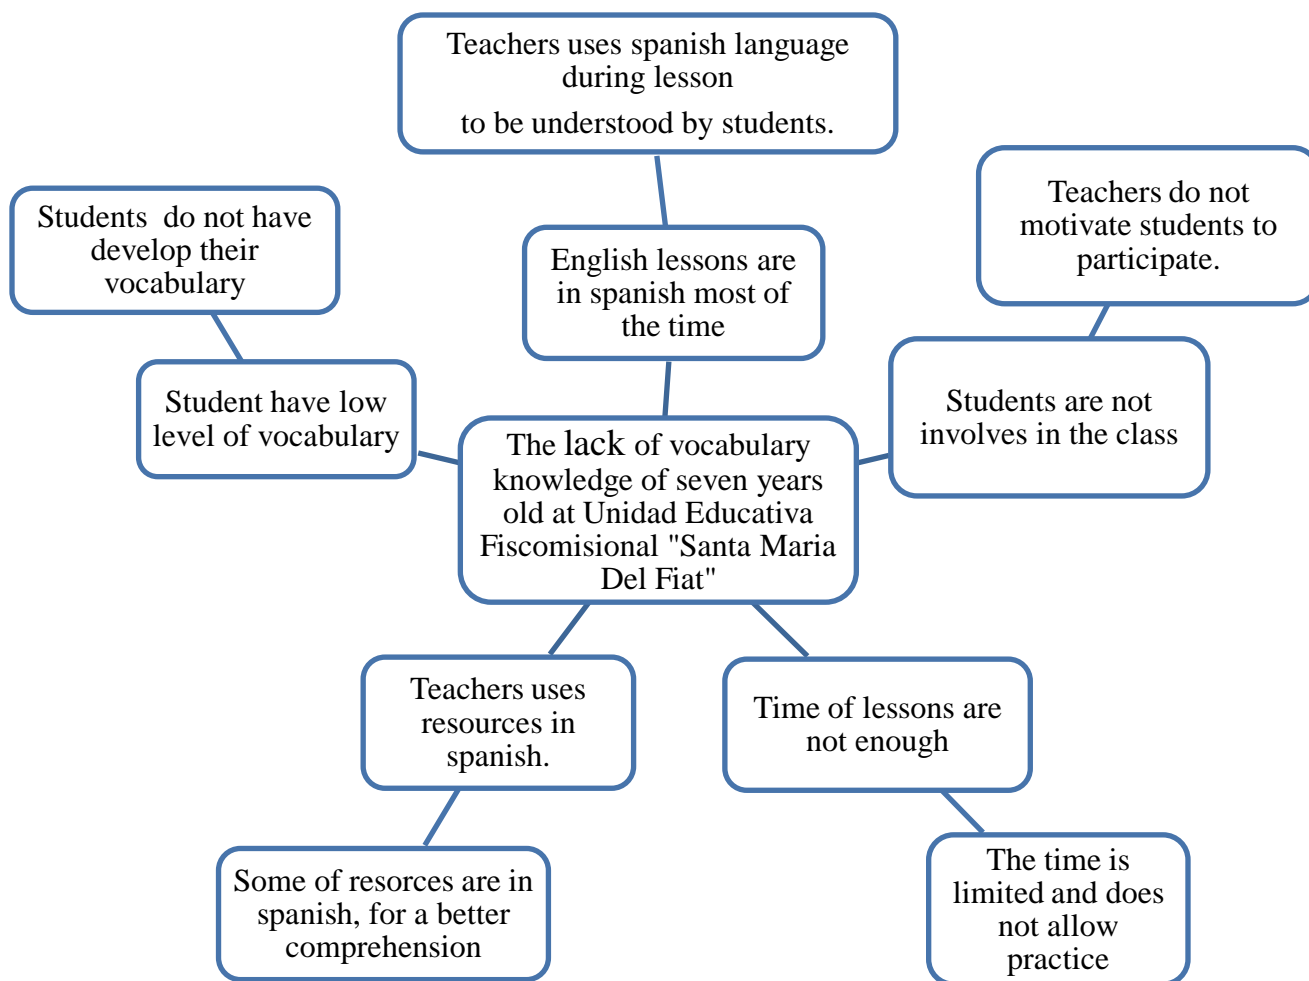 Teachers uses spanish language
during lesson
to be understood by students.
Teachers do not
motivate students to
participate.
Students  do not have
develop their
vocabulary
English lessons are
in spanish most of
the time
Student have low
level of vocabulary
Students are not
involves in the class
The lack of vocabulary
knowledge of seven years
old at Unidad Educativa
Fiscomisional "Santa Maria
Del Fiat"
Teachers uses
resources in
spanish.
Time of lessons are
not enough
Some of resorces are in
spanish, for a better
comprehension
The time is
limited and does
not allow
practice